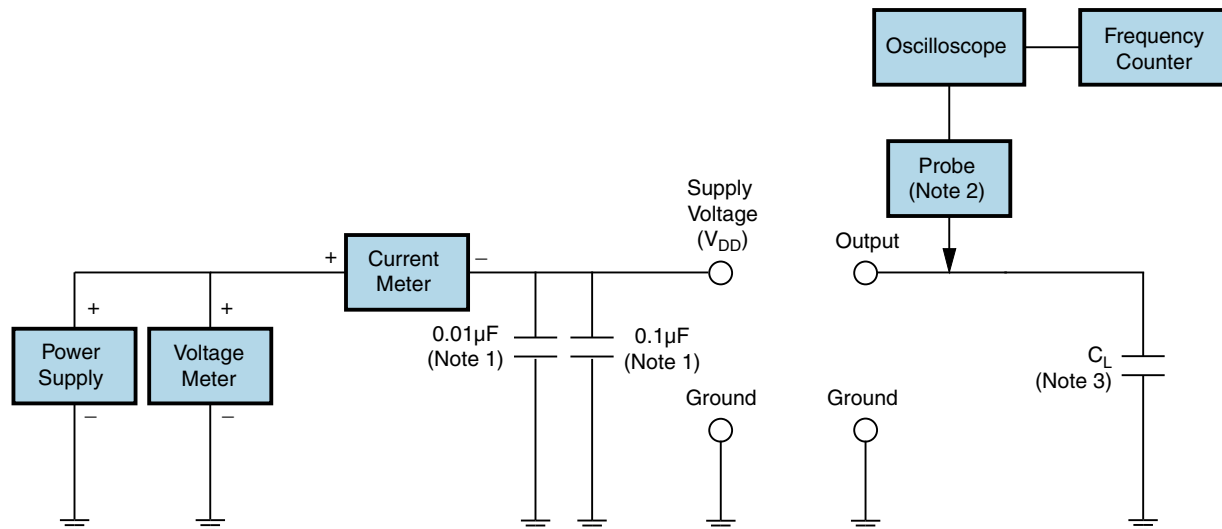 Oscilloscope
Frequency
Counter
Probe
(Note 2)
Supply
Voltage
(VDD)
Output
+
Current
Meter
–
+
+
Power
Supply
Voltage
Meter
–
–
0.01µF
(Note 1)
0.1µF
(Note 1)
CL
(Note 3)
Ground
Ground